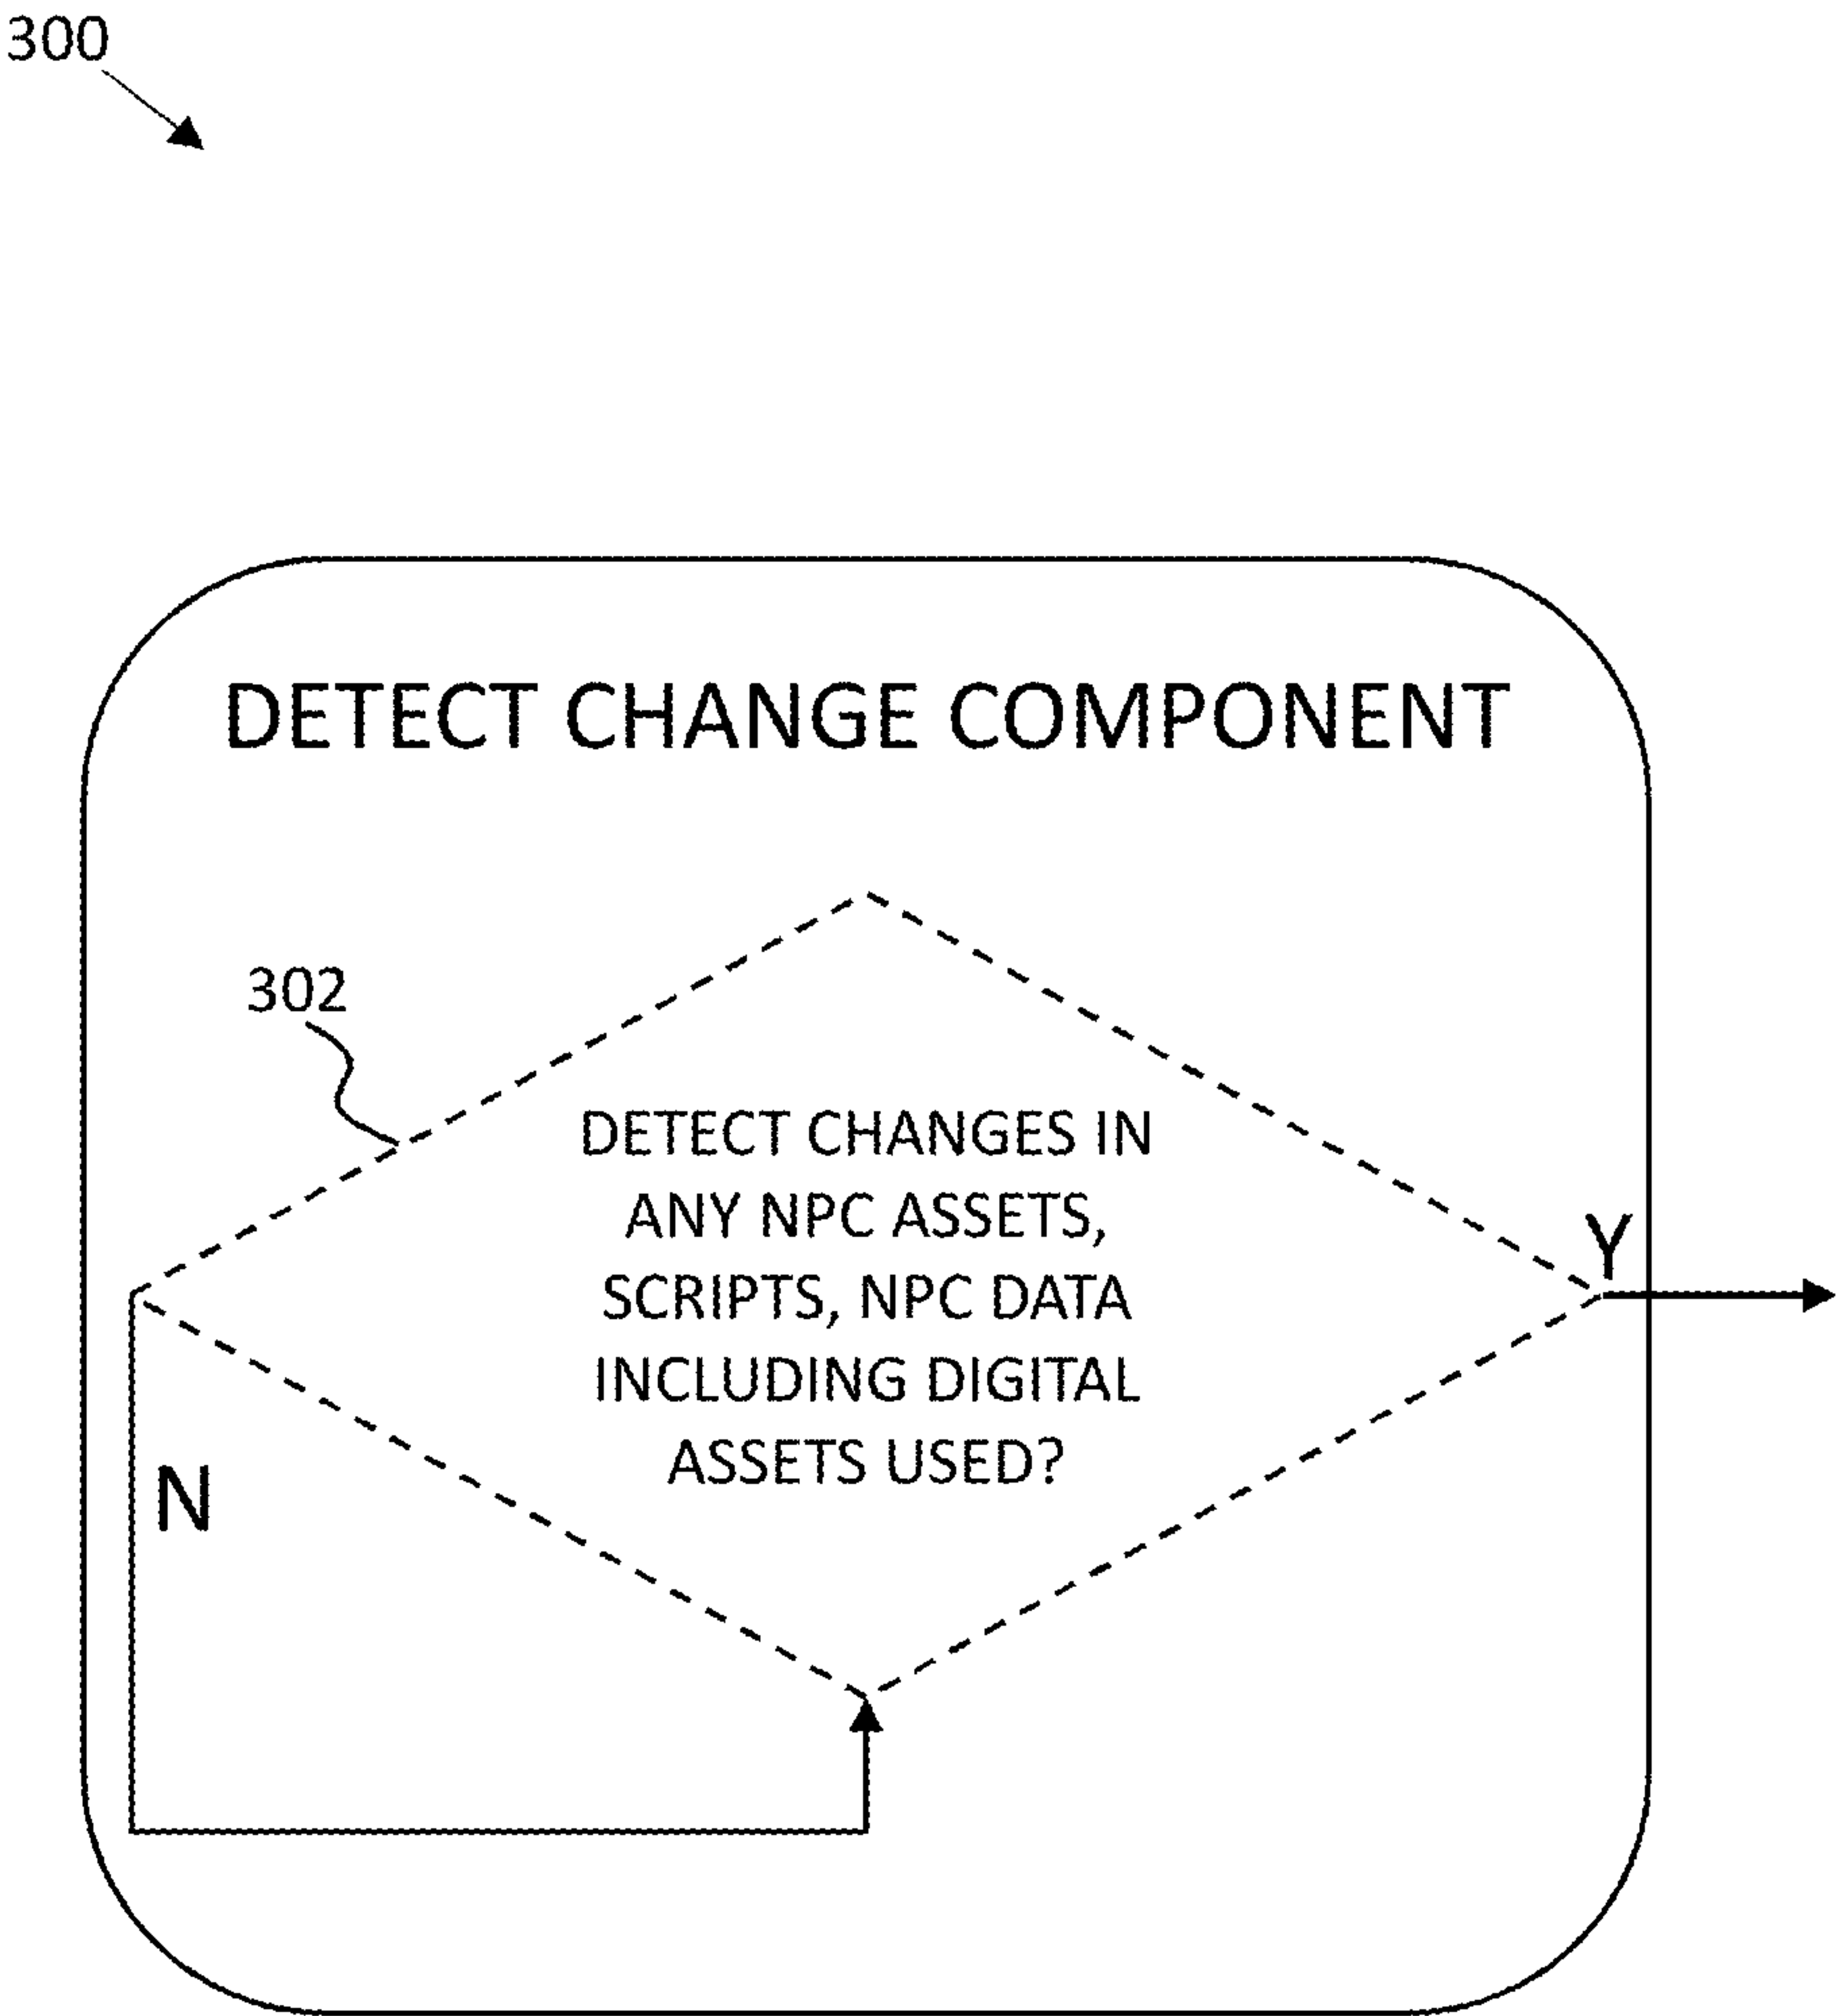 300
DETECT CHANGE COMPONENT
302
DETECT CHANGES IN
ANY NPC ASSETS,
SCRIPTS, NPC DATA
INCLUDING DIGITAL
ASSETS USED?
Y
N